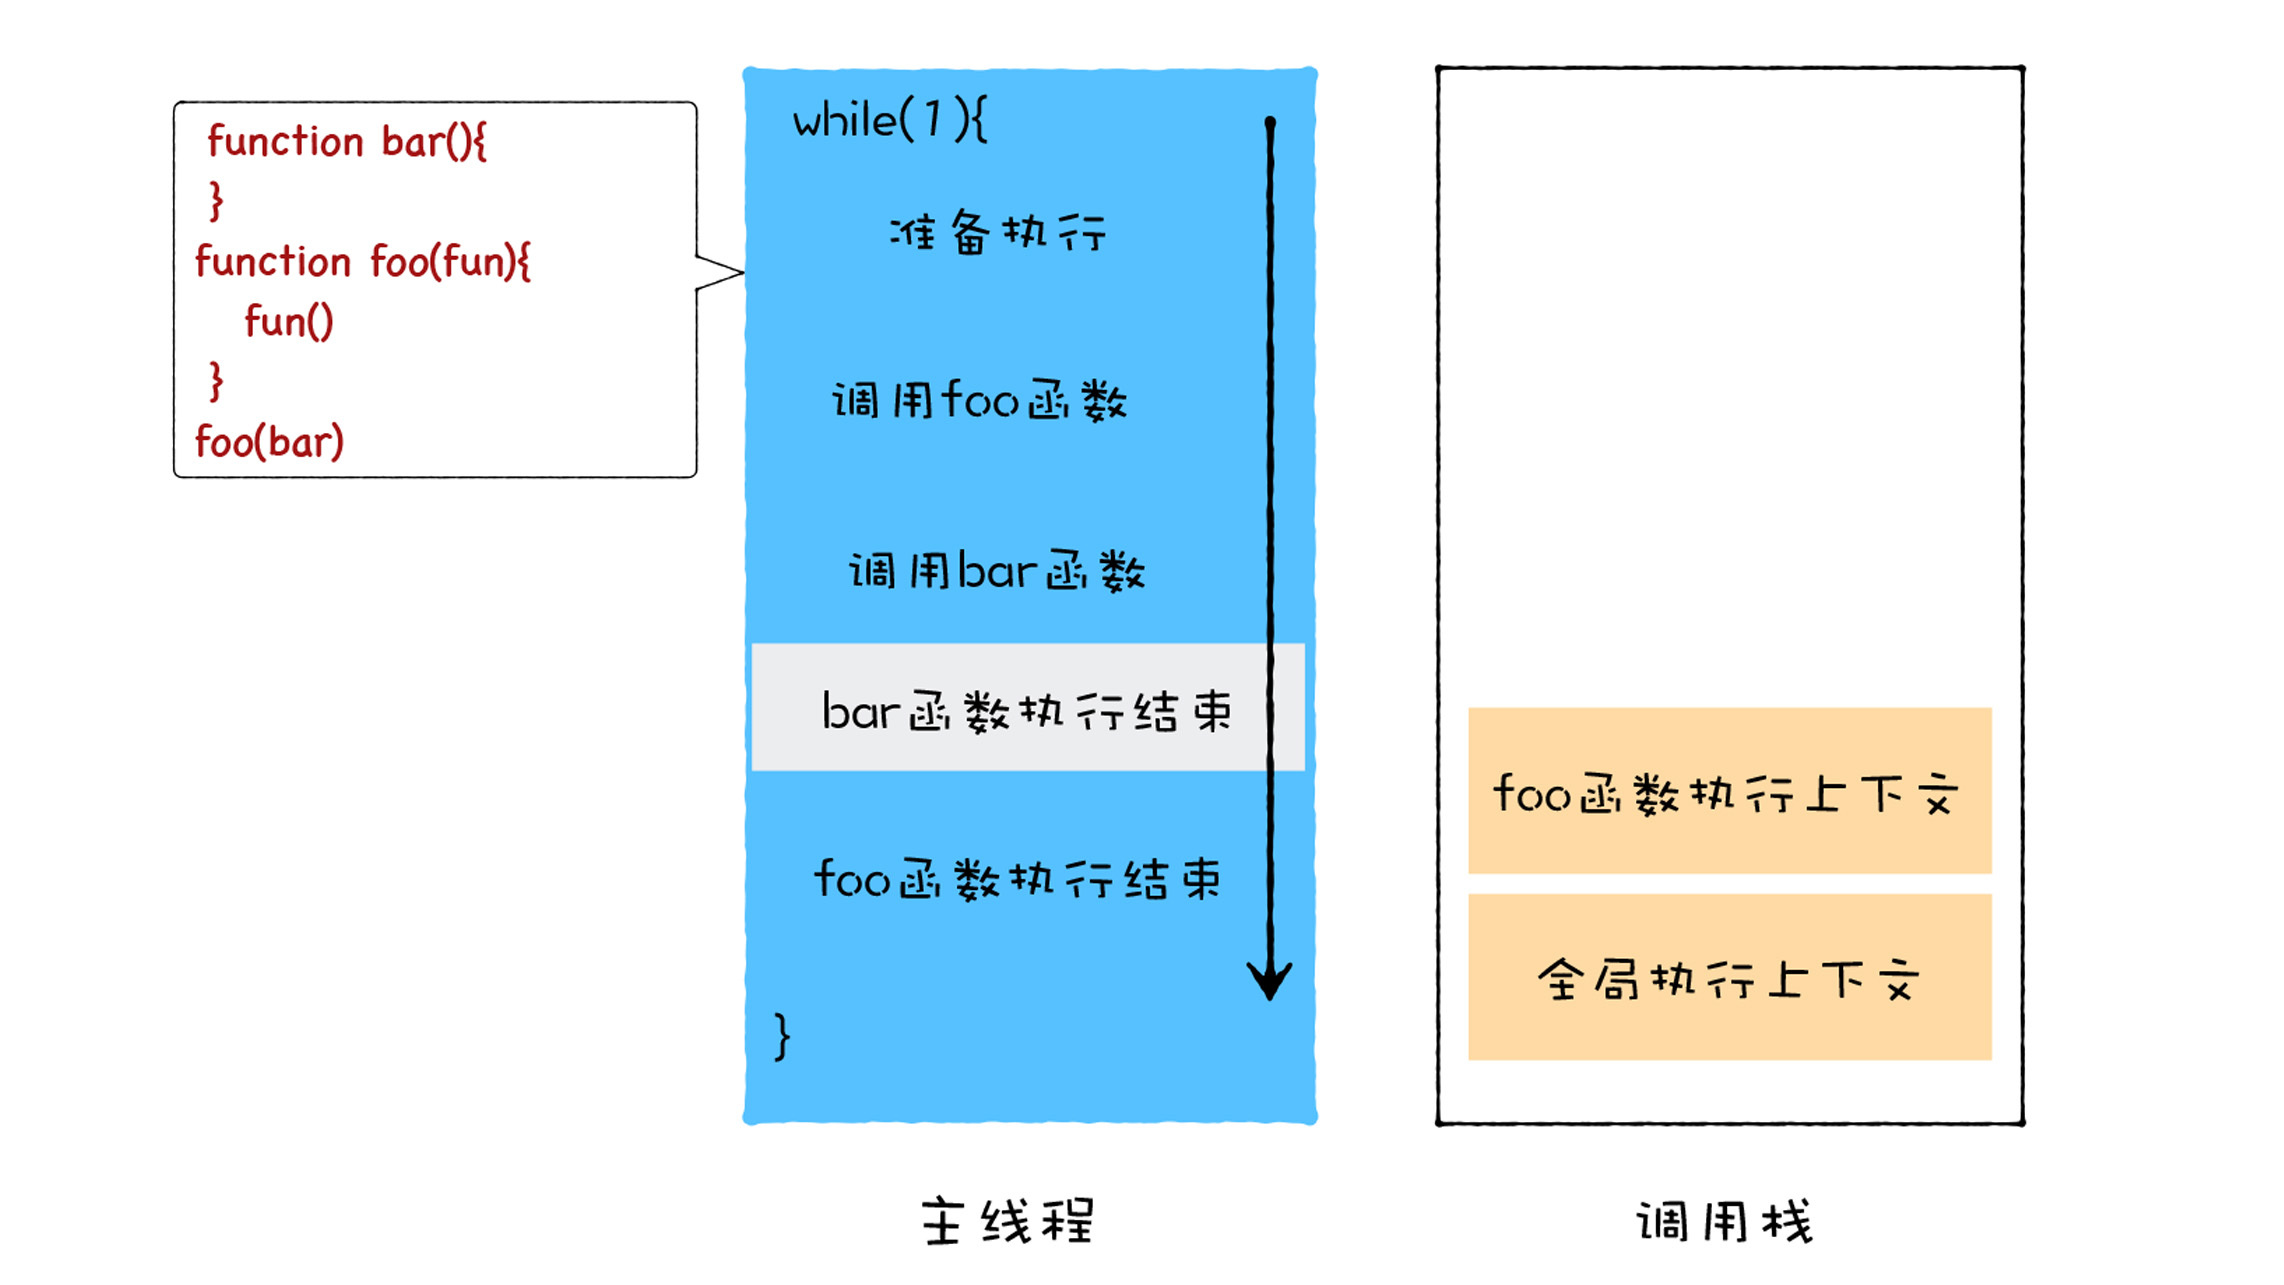 function bar(){
}
function foo(fun){
fun()
}
foo(bar)
while(1){
准备执行
调用foo函数
调用bar函数
bar函数执行结束
foo函数执行结束
}
主线程
foo函数执行上下文
全局执行上下文
调用栈